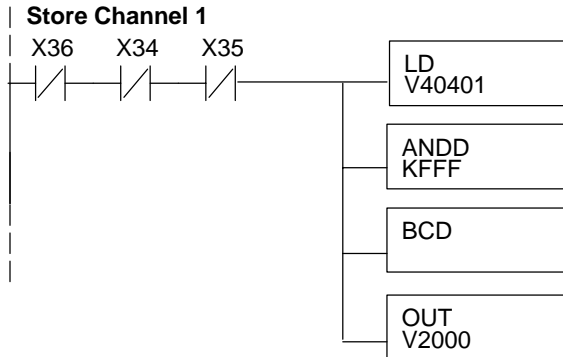 Store Channel 1
X36 X34 X35
LD
V40401
ANDD
KFFF
BCD
OUT
V2000